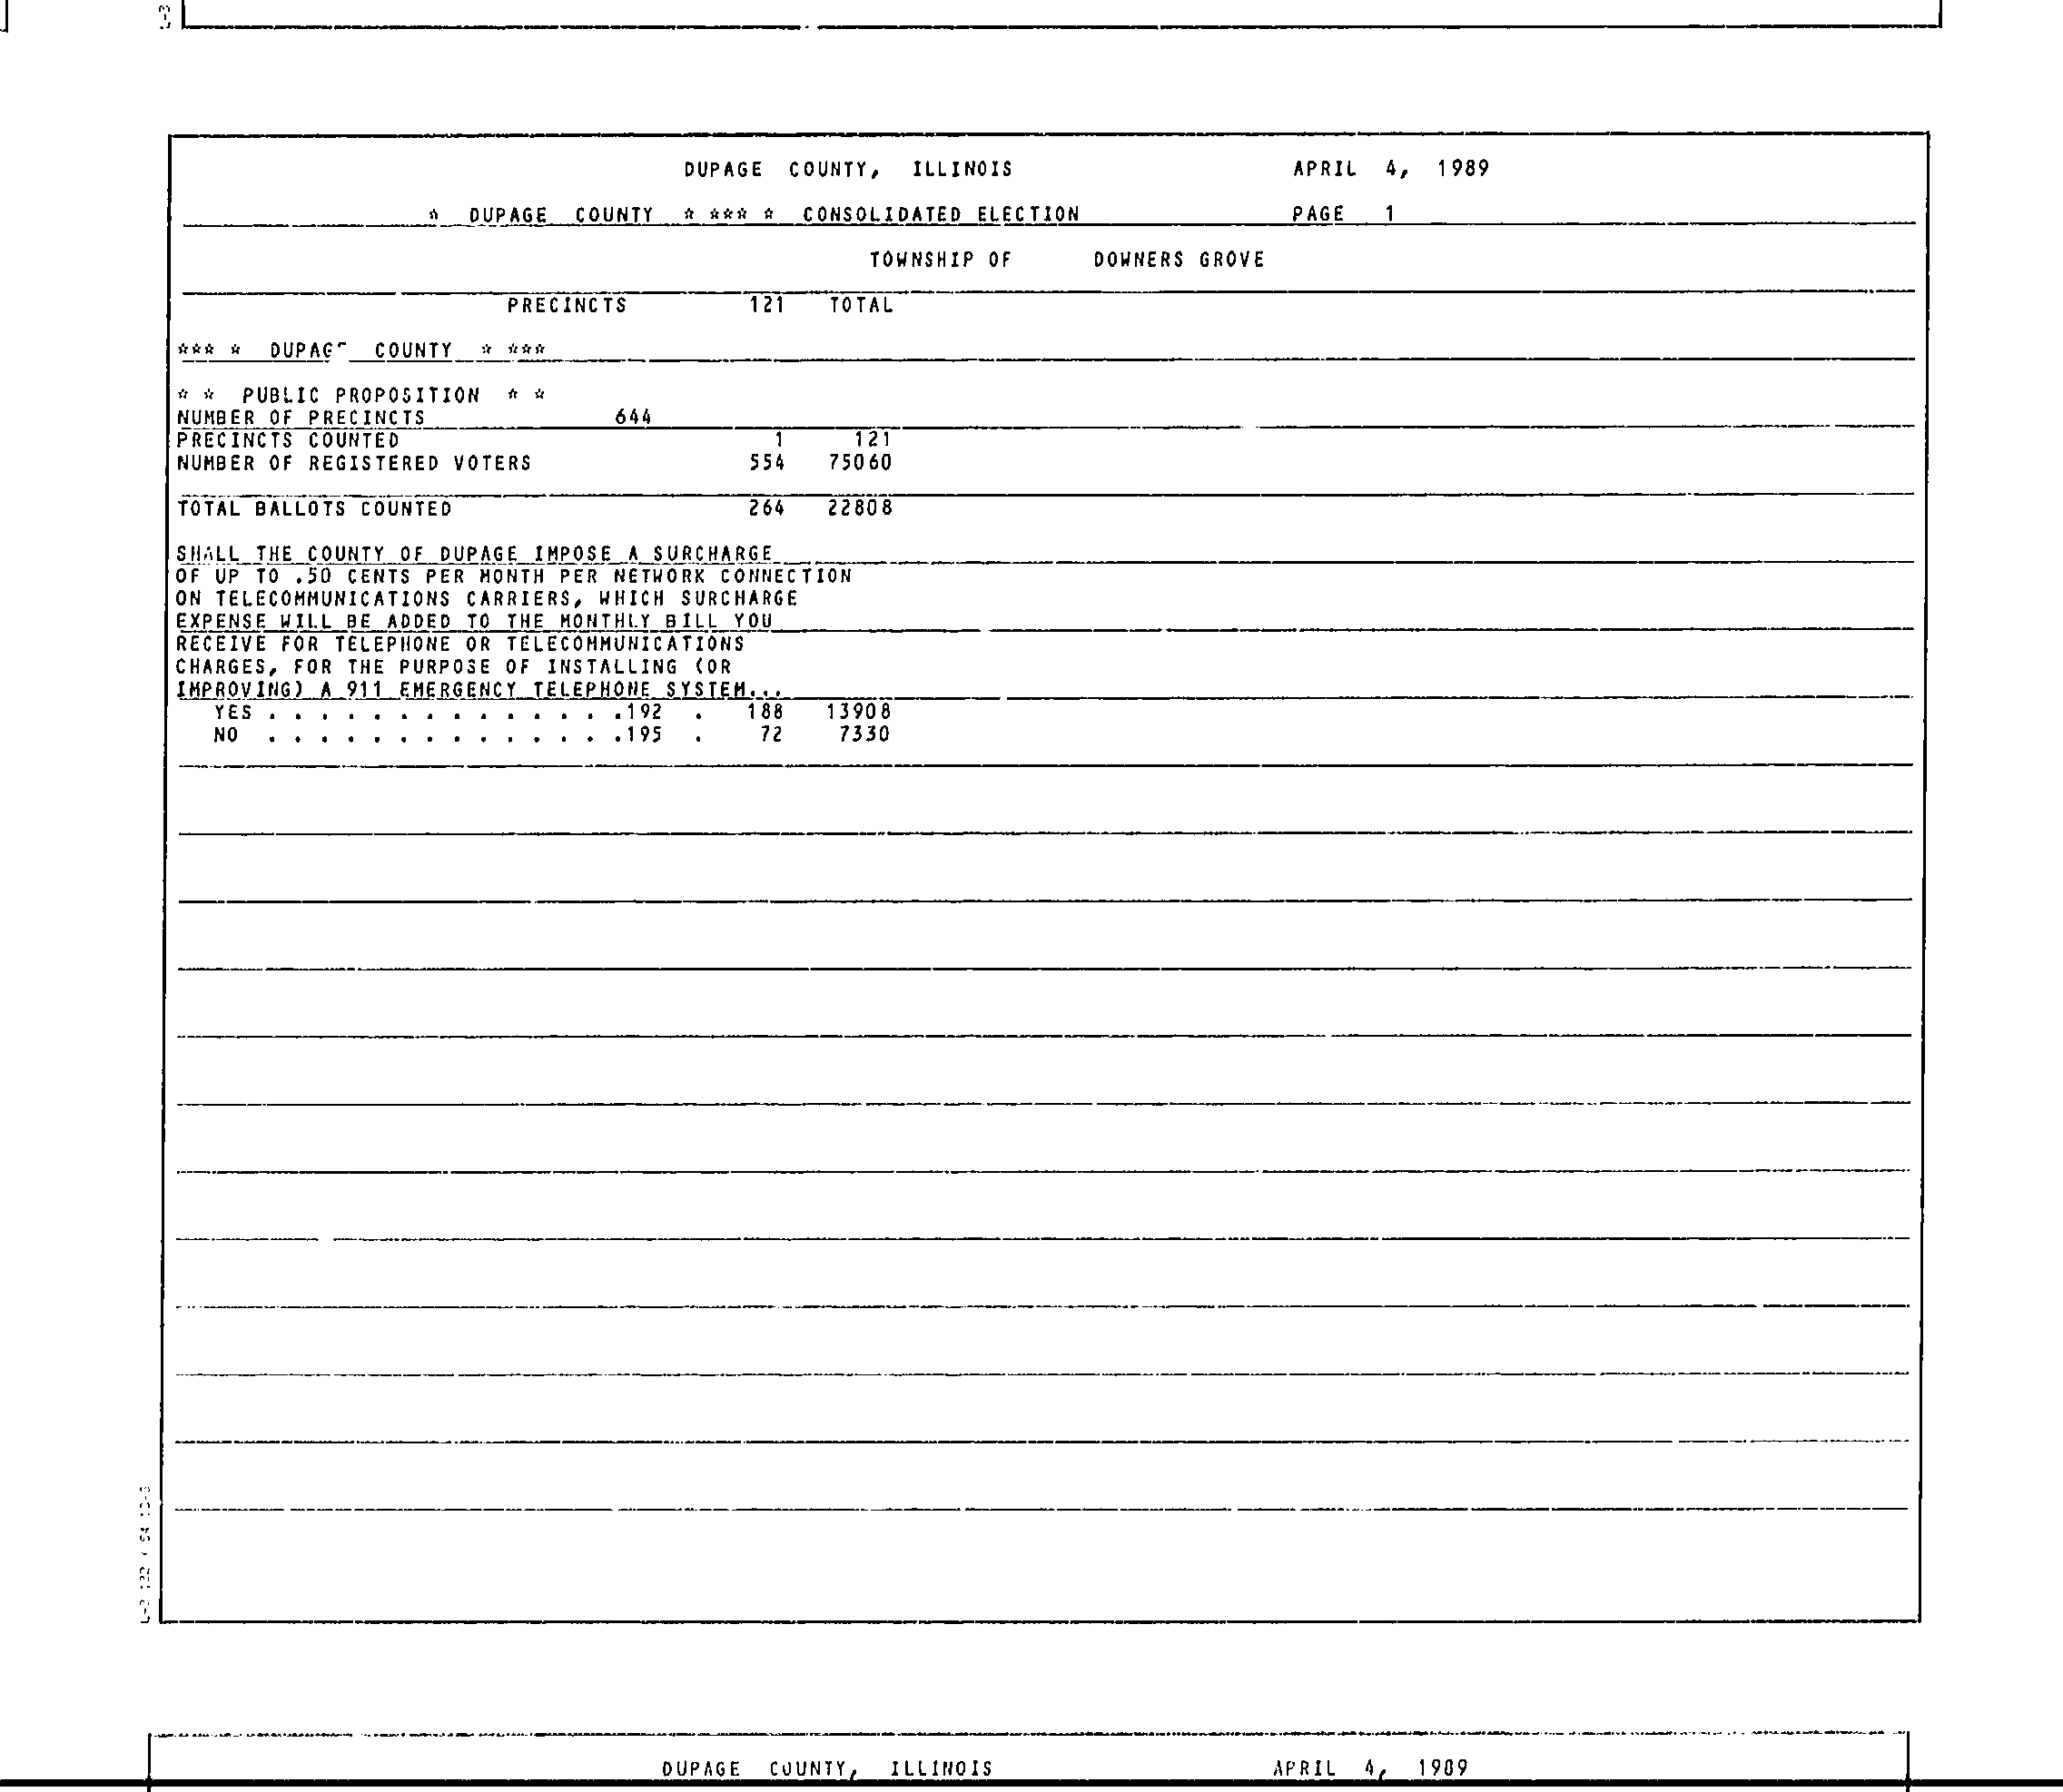 DUPAGE COUNTY, ILLINOIS APRIL 4, 1989
* DUPAGE COUNTY * *** * CONSOLIDATED ELECTION PAGE 1
TOWNSHIP OF DOWNERS GROVE
PRECINCTS 121 TOTAL
*** * DUPAGE COUNTY * ***
* * PUBLIC PROPOSITION * *
NUMBER OF PRECINCTS 644
PRECINCTS COUNTED 1 121
NUMBER OF REGISTERED VOTERS 554 75060
TOTAL BALLOTS COUNTED 264 22808
SHALL THE COUNTY OF DUPAGE IMPOSE A SURCHARGE
OF UP TO .50 CENTS PER MONTH PER NETWORK CONNECTION
ON TELECOMMUNICATIONS CARRIERS, WHICH SURCHARGE
EXPENSE WILL BE ADDED TO THE MONTHLY BILL YOU
RECEIVE FOR TELEPHONE OR TELECOMMUNICATIONS
CHARGES, FOR THE PURPOSE OF INSTALLING (OR
IMPROVING) A 911 EMERGENCY TELEPHONE SYSTEM...
YES . . . . . . . . . . . . . .192 . 188 13908
NO . . . . . . . . . . . . . .195 . 72 7330
DUPAGE COUNTY, ILLINOIS APRIL 4, 1989